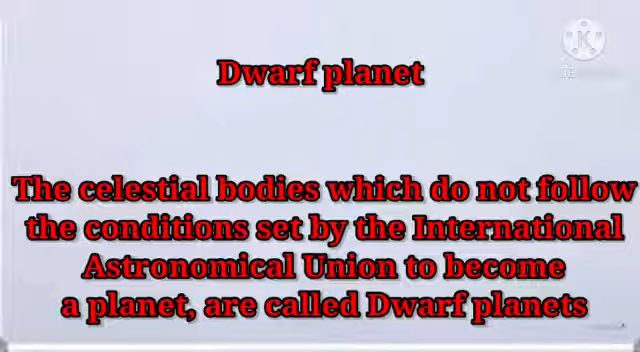 Dwarf planet
The celestial bodies which do not follow
the conditions set by the International
Astronomical Union to become
a planet, are called Dwarf planets